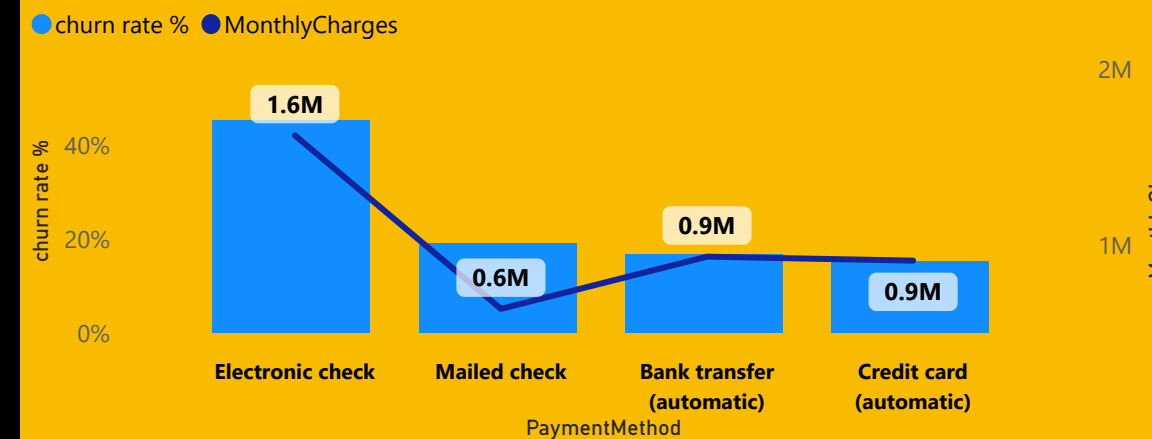 churn rate % MonthlyCharges
2M
1.6M
40%
churn rate %
0.9M
20%
1M
0.6M
0.9M
0%
Electronic check
Mailed check
Bank transfer
(automatic)
Credit card
(automatic)
PaymentMethod